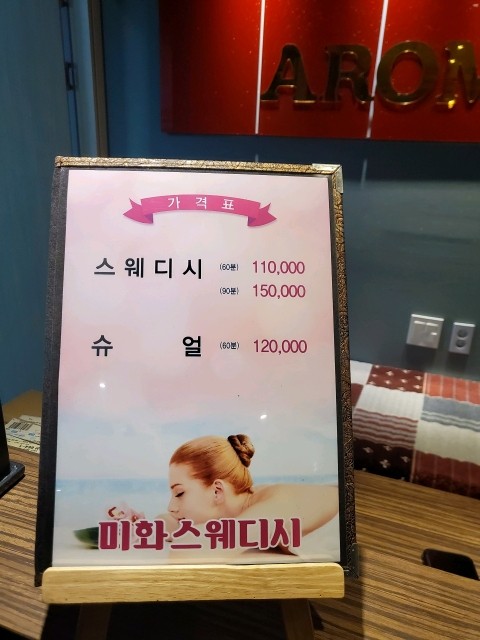 AROM
가격표
스웨디시 (60분) 110,000
(90분) 150,000
슈얼 (60분) 120,000
미화스웨디시